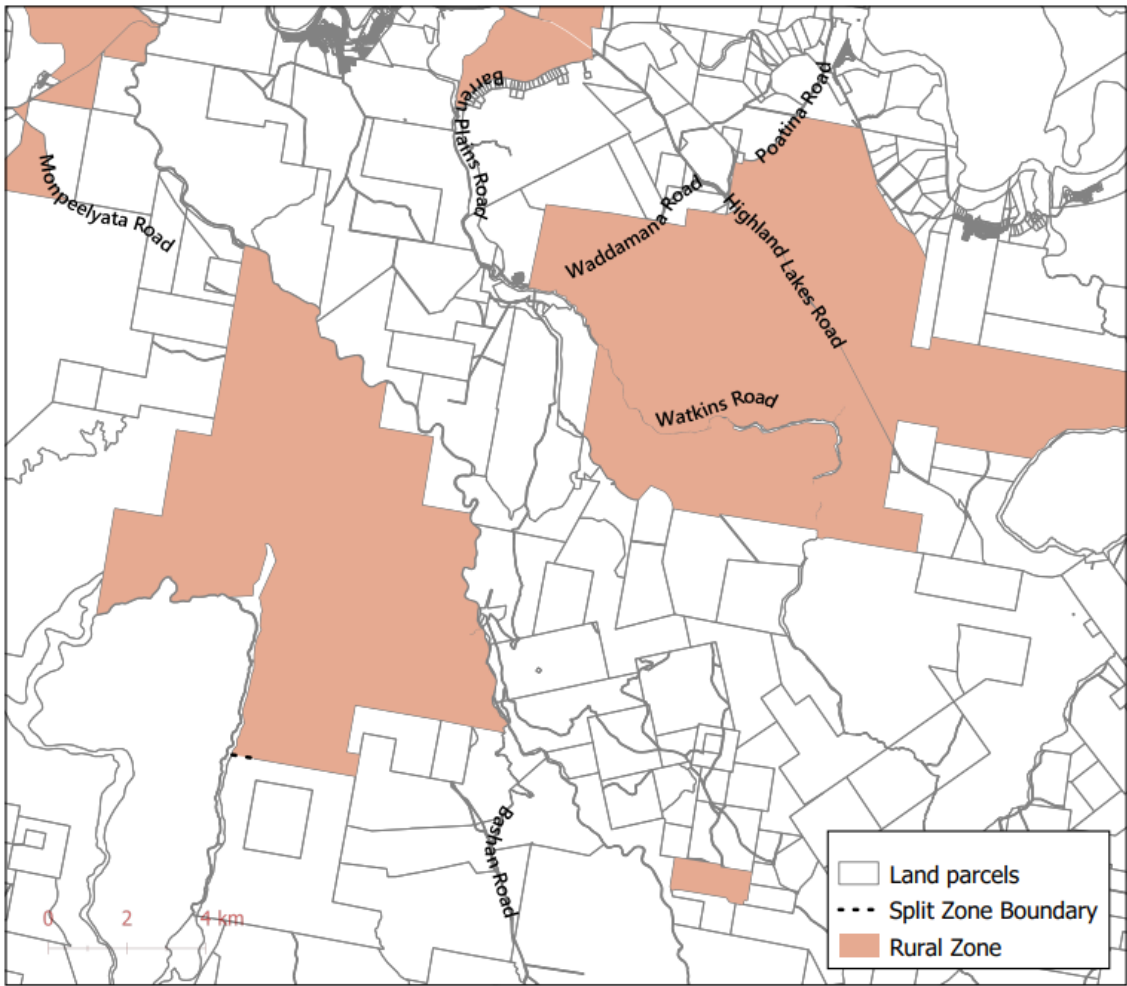 Barren Plains Road
Poatina Road
Monpeelyata Road
Waddamana Road
Highland Lakes Road
Watkins Road
Bashan Road
0 2 4 km
Land parcels
Split Zone Boundary
Rural Zone